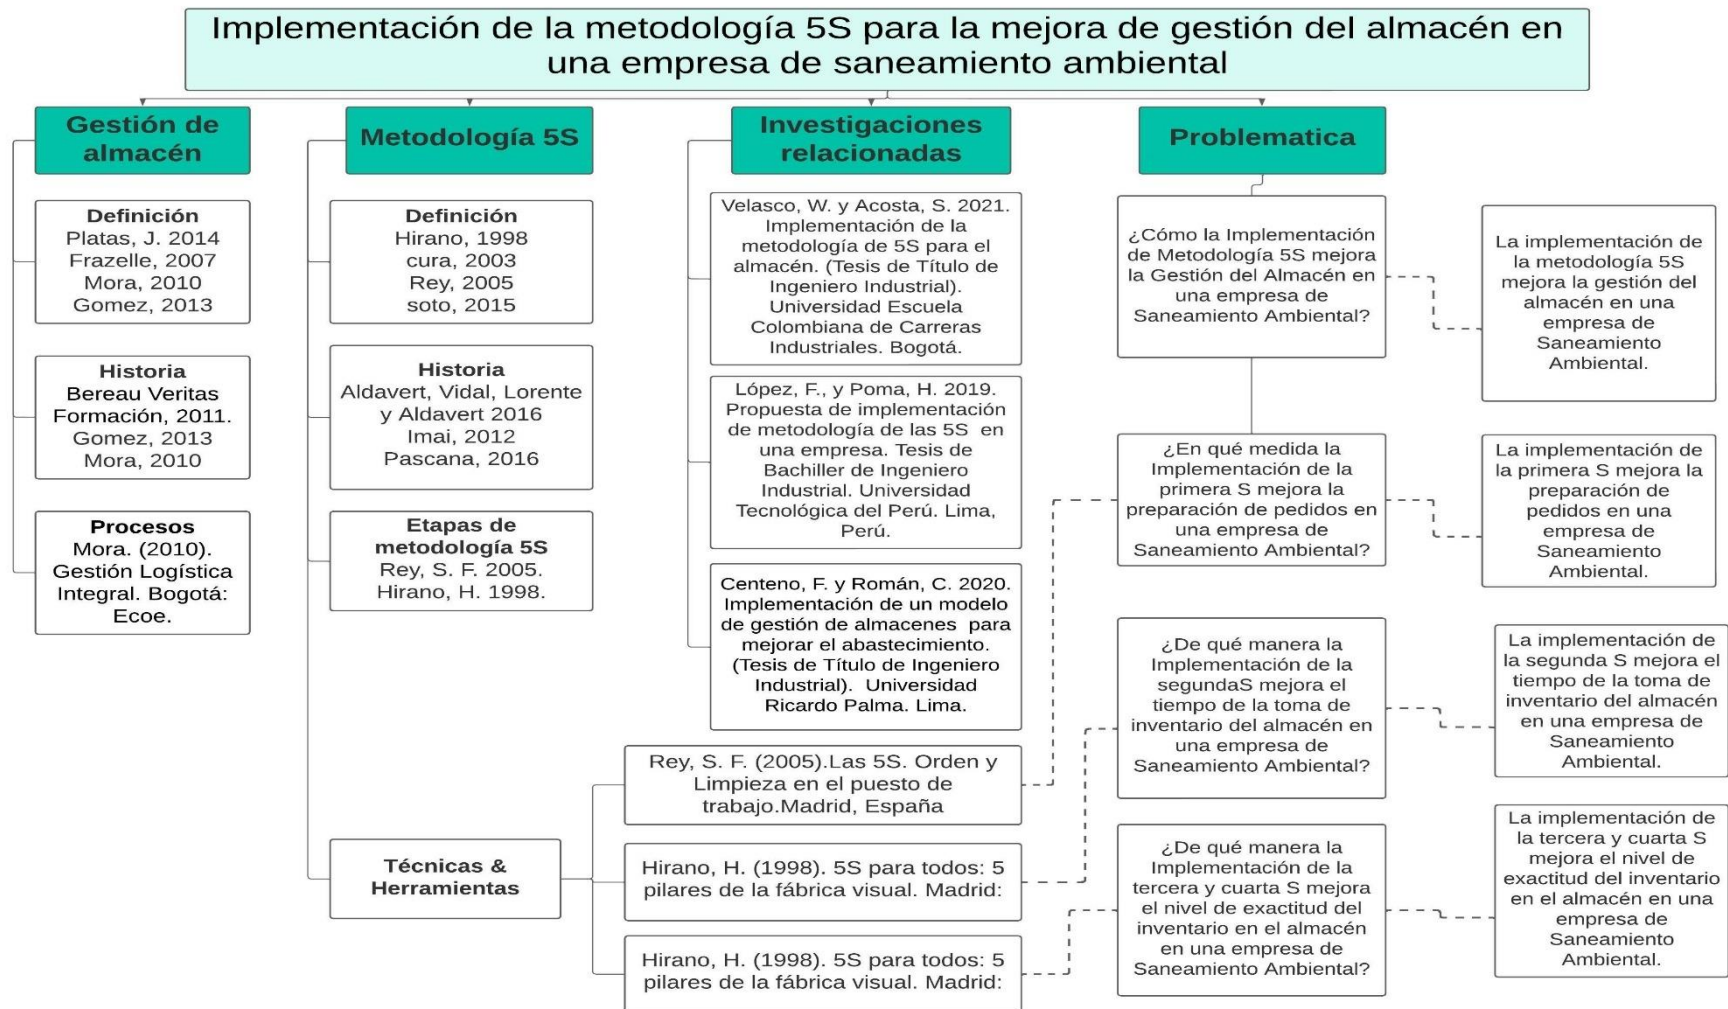 Implementación de la metodología 5S para la mejora de gestión del almacén en
una empresa de saneamiento ambiental
Gestión de
almacén
Definición
Platas, J. 2014
Frazelle, 2007
Mora, 2010
Gomez, 2013
Historia
Bereau Veritas
Formación, 2011.
Gomez, 2013
Mora, 2010
Procesos
Mora. (2010).
Gestión Logística
Integral. Bogotá:
Ecoe.
Metodología 5S
Definición
Hirano, 1998
cura, 2003
Rey, 2005
soto, 2015
Historia
Aldavert, Vidal, Lorente
y Aldavert 2016
Imai, 2012
Pascana, 2016
Etapas de
metodología 5S
Rey, S. F. 2005.
Hirano, H. 1998.
Técnicas &
Herramientas
Rey, S. F. (2005).Las 5S. Orden y
Limpieza en el puesto de
trabajo.Madrid, España
Hirano, H. (1998). 5S para todos: 5
pilares de la fábrica visual. Madrid:
Hirano, H. (1998). 5S para todos: 5
pilares de la fábrica visual. Madrid:
Investigaciones
relacionadas
Velasco, W. y Acosta, S. 2021.
Implementación de la
metodología de 5S para el
almacén. (Tesis de Título de
Ingeniero Industrial).
Universidad Escuela
Colombiana de Carreras
Industriales. Bogotá.
López, F., y Poma, H. 2019.
Propuesta de implementación
de metodología de las 5S en
una empresa. Tesis de
Bachiller de Ingeniero
Industrial. Universidad
Tecnológica del Perú. Lima,
Perú.
Centeno, F. y Román, C. 2020.
Implementación de un modelo
de gestión de almacenes para
mejorar el abastecimiento.
(Tesis de Título de Ingeniero
Industrial). Universidad
Ricardo Palma. Lima.
Problematica
¿Cómo la Implementación
de Metodología 5S mejora
la Gestión del Almacén en
una empresa de
Saneamiento Ambiental?
La implementación de
la metodología 5S
mejora la gestión del
almacén en una
empresa de
Saneamiento
Ambiental.
¿En qué medida la
Implementación de la
primera S mejora la
preparación de pedidos en
una empresa de
Saneamiento Ambiental?
La implementación de
la primera S mejora la
preparación de
pedidos en una
empresa de
Saneamiento
Ambiental.
¿De qué manera la
Implementación de la
segundaS mejora el
tiempo de la toma de
inventario del almacén en
una empresa de
Saneamiento Ambiental?
La implementación de
la segunda S mejora el
tiempo de la toma de
inventario del almacén
en una empresa de
Saneamiento
Ambiental.
¿De qué manera la
Implementación de la
tercera y cuarta S mejora
el nivel de exactitud del
inventario en el almacén
en una empresa de
Saneamiento Ambiental?
La implementación de
la tercera y cuarta S
mejora el nivel de
exactitud del inventario
en el almacén en una
empresa de
Saneamiento
Ambiental.